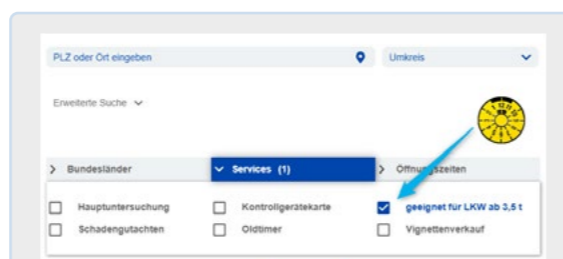 PLZ oder Ort eingeben
Umkreis
Erweiterte Suche
Bundesländer
Services (1)
Öffnungszeiten
Hauptuntersuchung
Kontrollgerätekarte
geeignet für LKW ab 3,5 t
Schadengutachten
Oldtimer
Vignettenverkauf